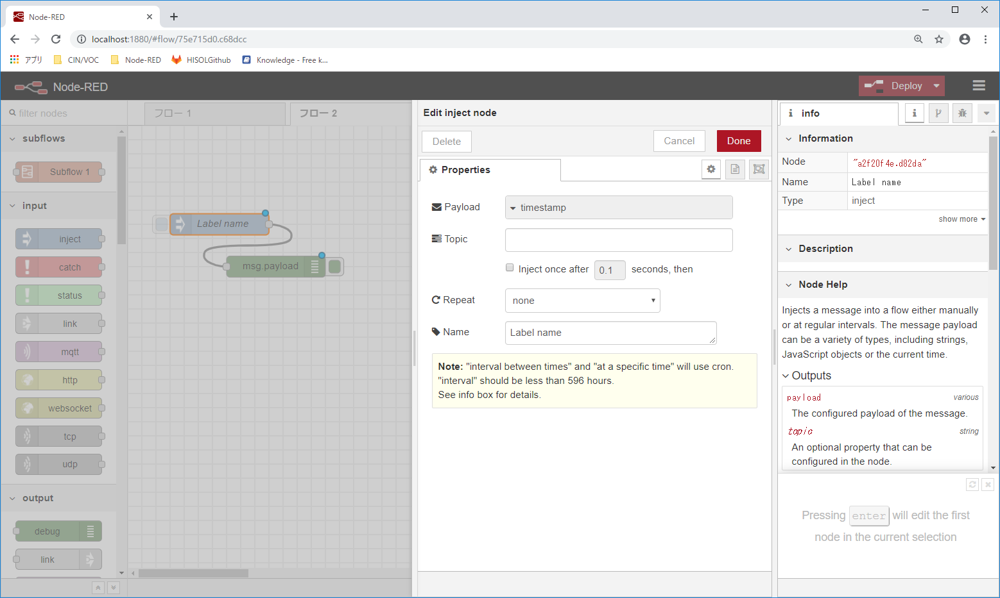 Node-RED
localhost:1880/#flow/75e715d0.c68dcc
アプリ CIN/VOC Node-RED HISOLGithub Knowledge - Free k...
Node-RED
Deploy
filter nodes
subflows
Subflow 1
input
inject
catch
status
link
mqtt
http
websocket
tcp
udp
output
debug
link
フロー 1
フロー 2
Label name
msg.payload
Edit inject node
Delete
Cancel
Done
Properties
Payload
timestamp
Topic
Inject once after 0.1 seconds, then
Repeat
none
Name
Label name
Note: "interval between times" and "at a specific time" will use cron.
"interval" should be less than 596 hours.
See info box for details.
info
Information
Node "a2f20f4e.d82da"
Name Label name
Type inject
show more
Description
Node Help
Injects a message into a flow either manually
or at regular intervals. The message payload
can be a variety of types, including strings,
JavaScript objects or the current time.
Outputs
payload various
The configured payload of the message.
topic string
An optional property that can be
configured in the node.
Pressing enter will edit the first
node in the current selection